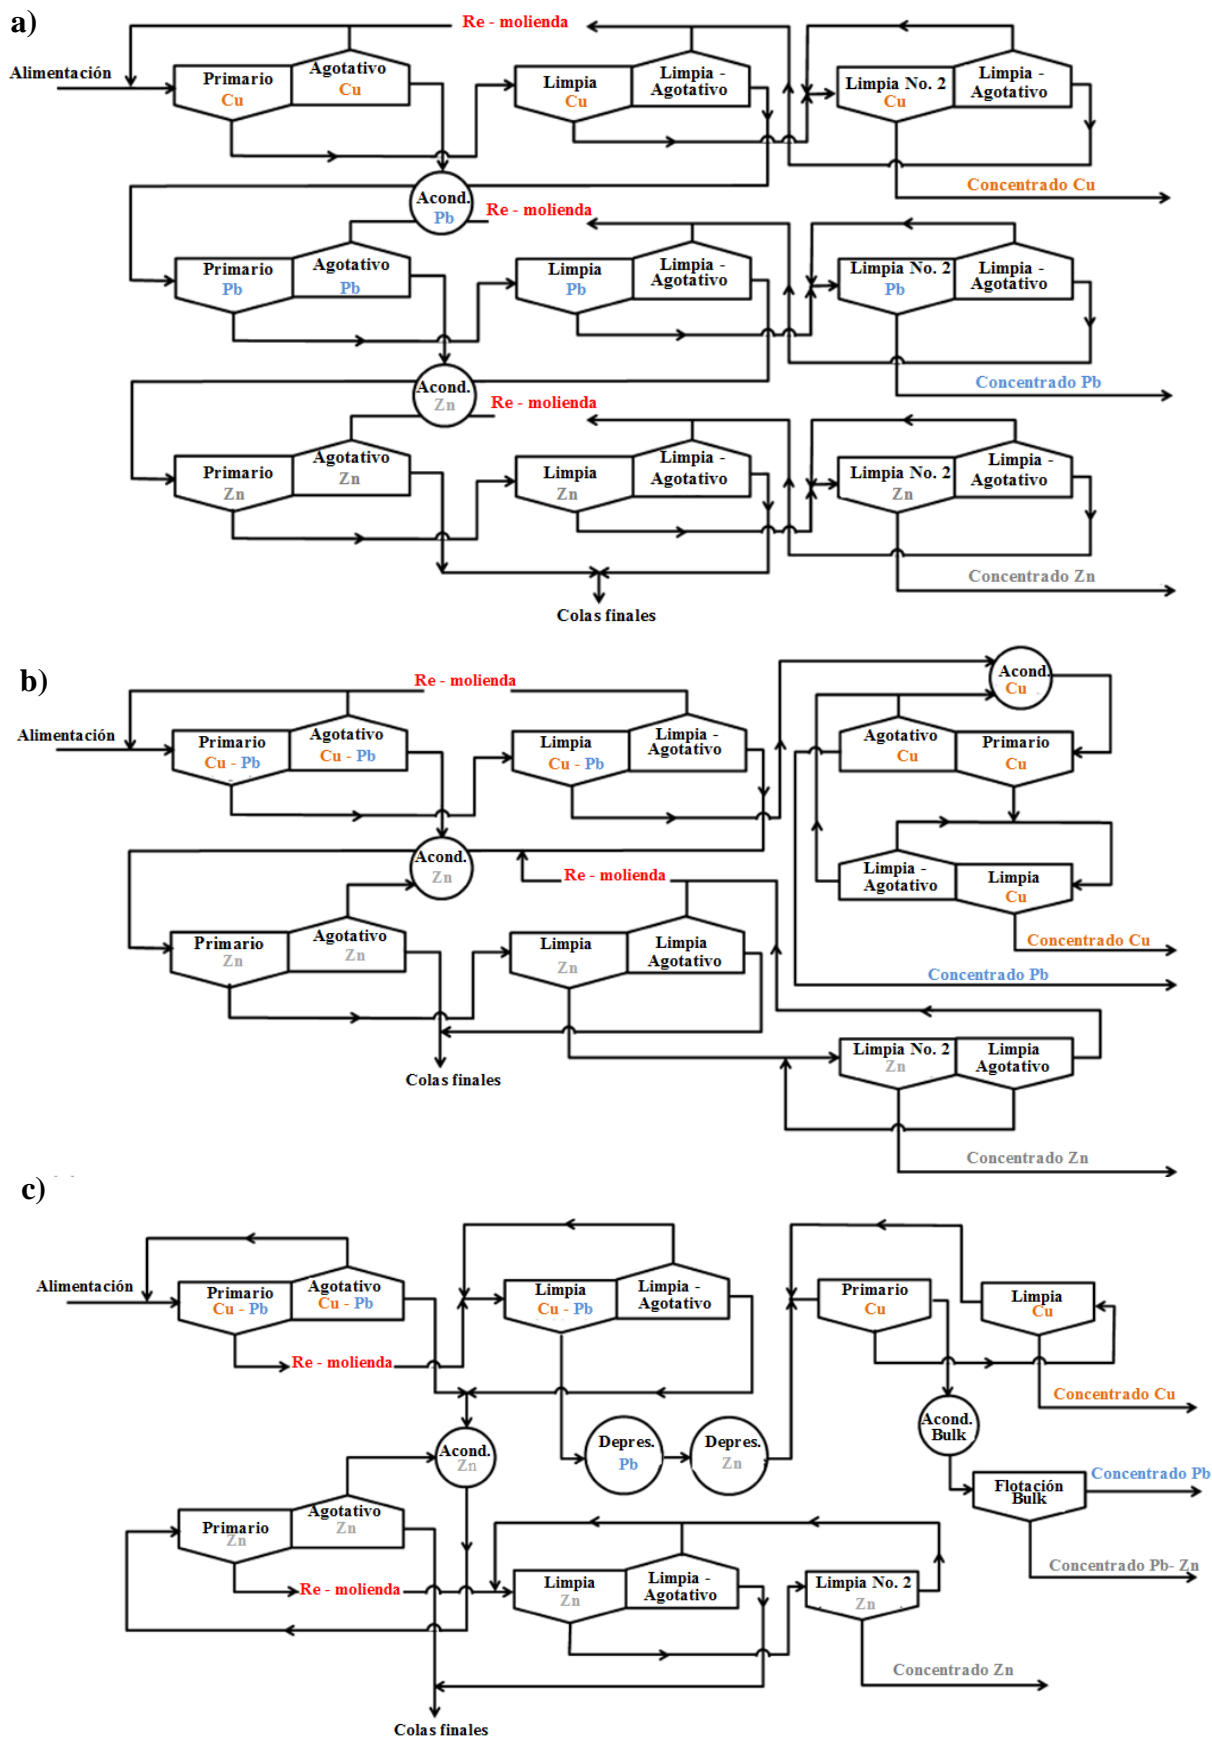 a)
Re - molienda
Alimentación
Primario
Cu
Agotativo
Cu
Limpia
Cu
Limpia -
Agotativo
Limpia No. 2
Cu
Limpia -
Agotativo
Concentrado Cu
Acond.
Pb
Re - molienda
Primario
Pb
Agotativo
Pb
Limpia
Pb
Limpia -
Agotativo
Limpia No. 2
Pb
Limpia -
Agotativo
Concentrado Pb
Acond.
Zn
Re - molienda
Primario
Zn
Agotativo
Zn
Limpia
Zn
Limpia -
Agotativo
Limpia No. 2
Zn
Limpia -
Agotativo
Concentrado Zn
Colas finales
b)
Re - molienda
Alimentación
Primario
Cu - Pb
Agotativo
Cu - Pb
Limpia
Cu - Pb
Limpia -
Agotativo
Acond.
Cu
Agotativo
Cu
Primario
Cu
Limpia -
Agotativo
Limpia
Cu
Concentrado Cu
Concentrado Pb
Acond.
Zn
Re - molienda
Primario
Zn
Agotativo
Zn
Limpia
Zn
Limpia
Agotativo
Colas finales
Limpia No. 2
Zn
Limpia
Agotativo
Concentrado Zn
c)
Alimentación
Primario
Cu - Pb
Agotativo
Cu - Pb
Re - molienda
Limpia
Cu - Pb
Limpia -
Agotativo
Primario
Cu
Limpia
Cu
Concentrado Cu
Acond.
Zn
Depres.
Pb
Depres.
Zn
Acond.
Bulk
Flotación
Bulk
Concentrado Pb
Concentrado Pb- Zn
Primario
Zn
Agotativo
Zn
Re - molienda
Limpia
Zn
Limpia -
Agotativo
Limpia No. 2
Zn
Concentrado Zn
Colas finales